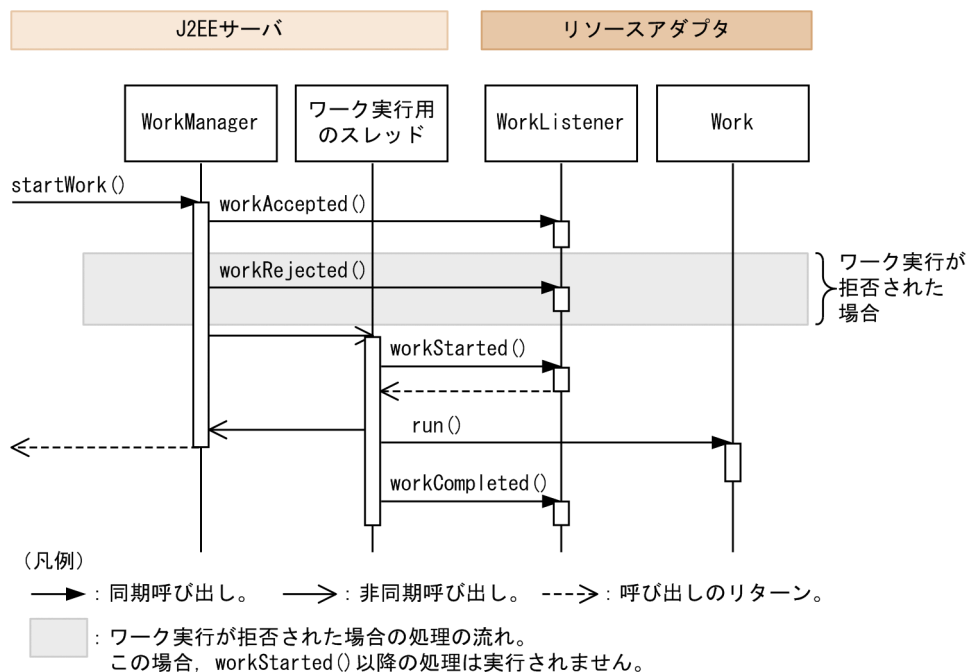 J2EEサーバ
リソースアダプタ
WorkManager
ワーク実行用
のスレッド
WorkListener
Work
startWork()
workAccepted()
workRejected()
ワーク実行が
拒否された
場合
workStarted()
run()
workCompleted()
(凡例)
: 同期呼び出し。
: 非同期呼び出し。
: 呼び出しのリターン。
: ワーク実行が拒否された場合の処理の流れ。
この場合，workStarted()以降の処理は実行されません。